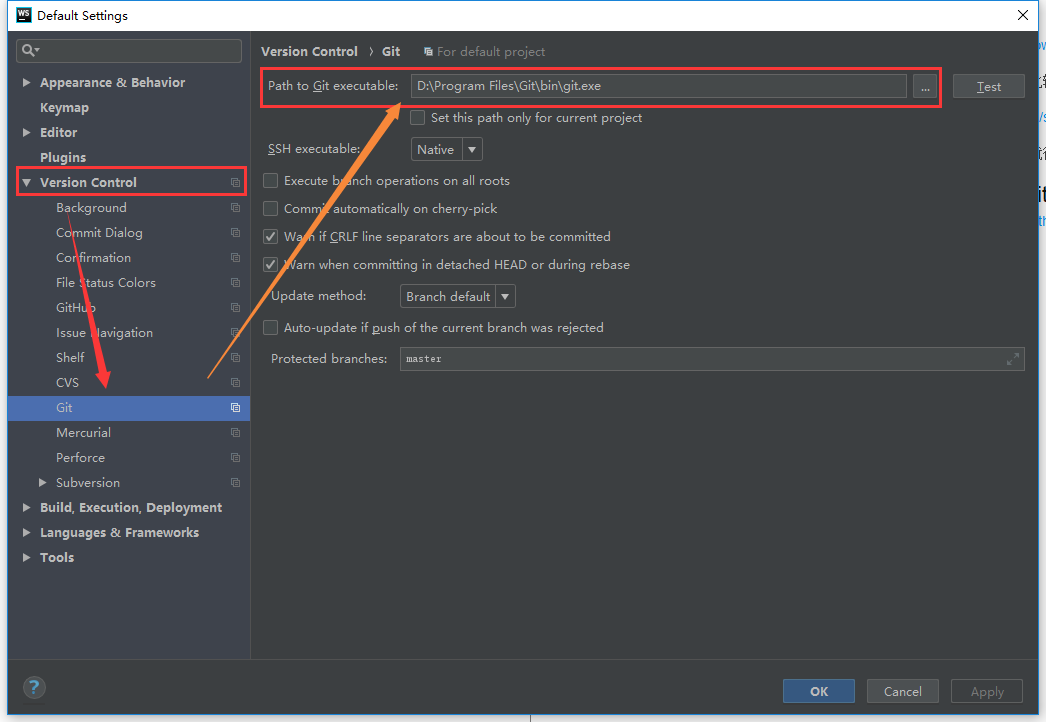 WS Default Settings
Appearance & Behavior
Keymap
Editor
Plugins
Version Control
Background
Commit Dialog
Confirmation
File Status Colors
GitHub
Issue Navigation
Shelf
CVS
Git
Mercurial
Perforce
Subversion
Build, Execution, Deployment
Languages & Frameworks
Tools
Version Control › Git For default project
Path to Git executable: D:\Program Files\Git\bin\git.exe ... Test
Set this path only for current project
SSH executable: Native
Execute branch operations on all roots
Commit automatically on cherry-pick
Warn if CRLF line separators are about to be committed
Warn when committing in detached HEAD or during rebase
Update method: Branch default
Auto-update if push of the current branch was rejected
Protected branches: master
? OK Cancel Apply